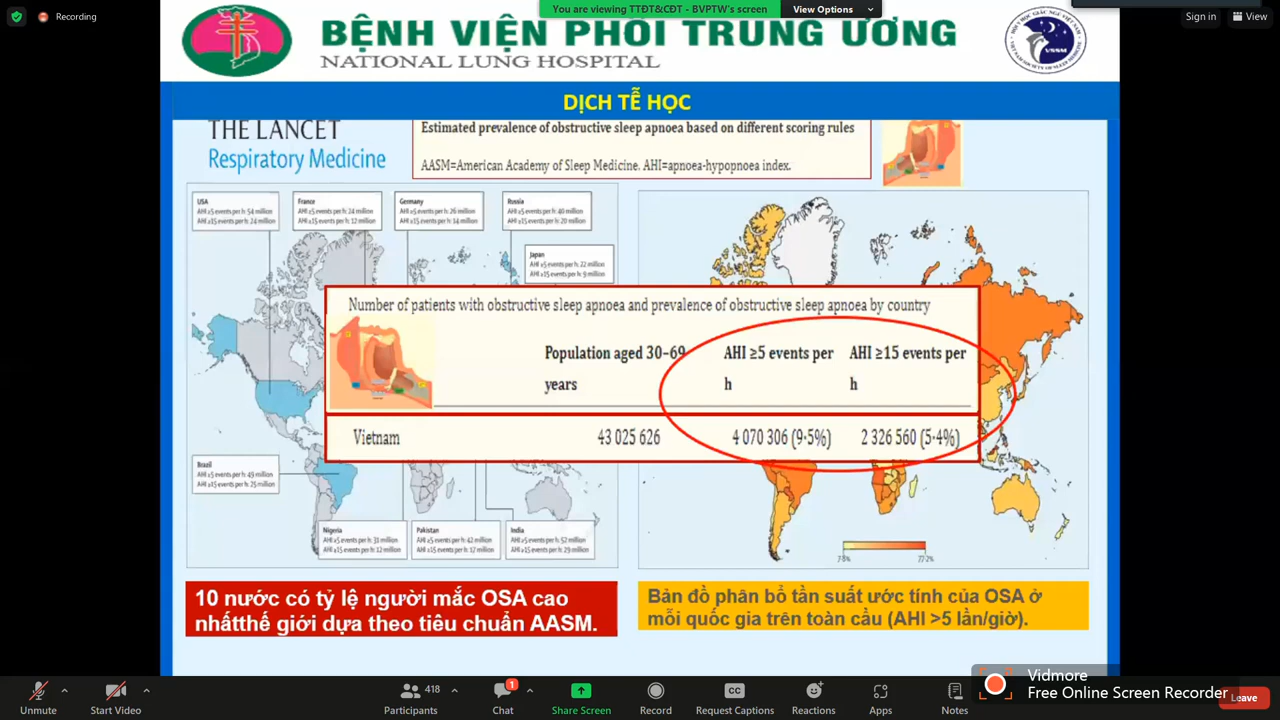 Recording
You are viewing TTĐT&CĐT - BVPTW's screen
View Options
Sign in
View
BỆNH VIỆN PHỔI TRUNG ƯƠNG
NATIONAL LUNG HOSPITAL
VSSM
DỊCH TỄ HỌC
THE LANCET
Respiratory Medicine
Estimated prevalence of obstructive sleep apnoea based on different scoring rules
AASM=American Academy of Sleep Medicine. AHI=apnoea-hypopnoea index.
USA
AHI ≥5 events per h: 54 million
AHI ≥15 events per h: 24 million
France
AHI ≥5 events per h: 24 million
AHI ≥15 events per h: 12 million
Germany
AHI ≥5 events per h: 26 million
AHI ≥15 events per h: 14 million
Russia
AHI ≥5 events per h: 40 million
AHI ≥15 events per h: 20 million
Japan
AHI ≥5 events per h: 22 million
AHI ≥15 events per h: 9 million
Number of patients with obstructive sleep apnoea and prevalence of obstructive sleep apnoea by country
Population aged 30–69 years
AHI ≥5 events per h
AHI ≥15 events per h
Vietnam 43 025 626 4 070 306 (9·5%) 2 326 560 (5·4%)
Brazil
AHI ≥5 events per h: 49 million
AHI ≥15 events per h: 25 million
Nigeria
AHI ≥5 events per h: 31 million
AHI ≥15 events per h: 12 million
Pakistan
AHI ≥5 events per h: 42 million
AHI ≥15 events per h: 17 million
India
AHI ≥5 events per h: 52 million
AHI ≥15 events per h: 29 million
7·8% 77·2%
10 nước có tỷ lệ người mắc OSA cao
nhấtthế giới dựa theo tiêu chuẩn AASM.
Bản đồ phân bổ tần suất ước tính của OSA ở
mỗi quốc gia trên toàn cầu (AHI >5 lần/giờ).
Vidmore
Free Online Screen Recorder
Unmute
Start Video
418
Participants
1
Chat
Share Screen
Record
CC
Request Captions
Reactions
Apps
Notes
Leave